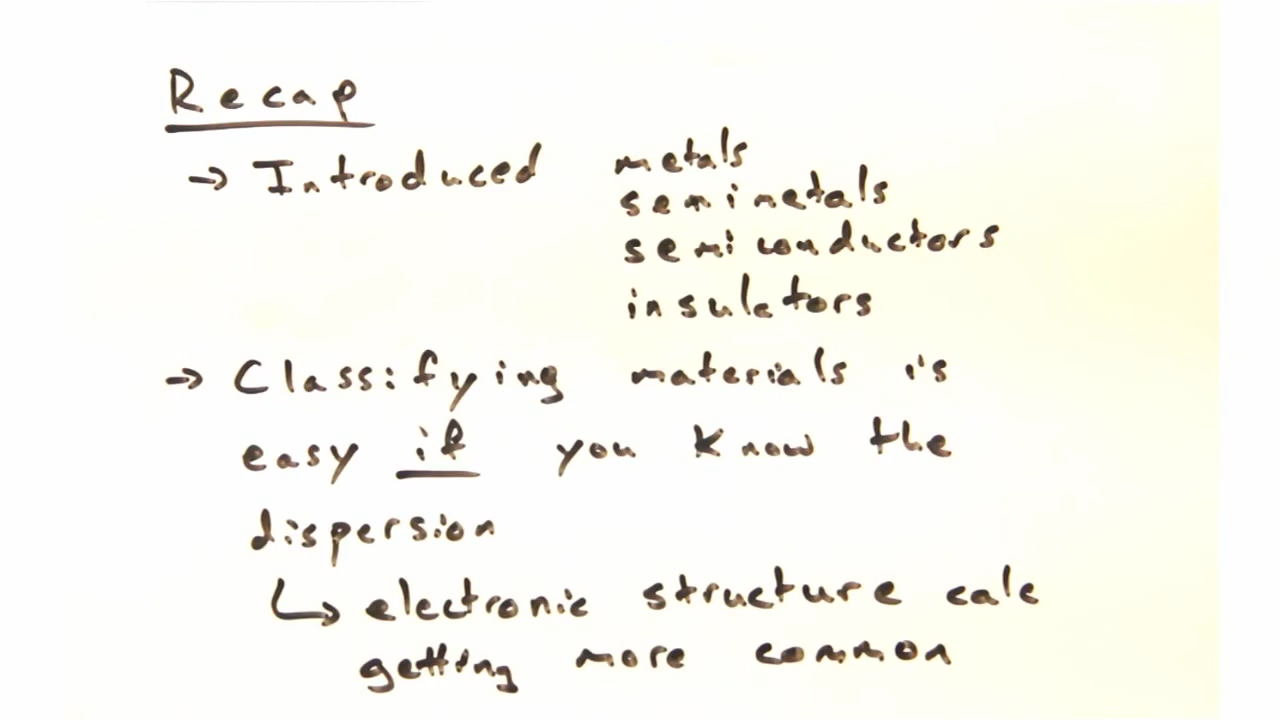 Recap
→ Introduced metals
semimetals
semiconductors
insulators
→ Classifying materials is
easy if you know the
dispersion
↳ electronic structure calc
getting more common